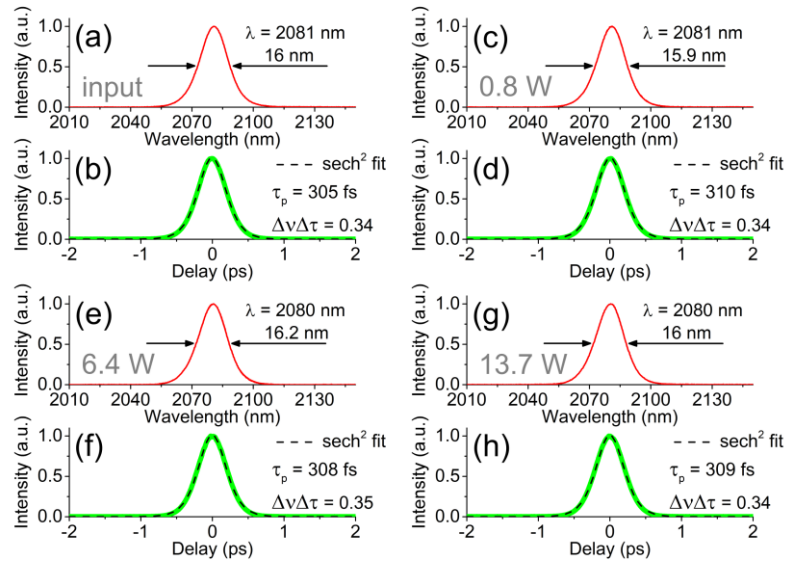 Intensity (a.u.)
1.0
0.5
0.0
(a)
input
λ = 2081 nm
16 nm
2010 2040 2070 2100 2130
Wavelength (nm)
Intensity (a.u.)
1.0
0.5
0.0
(b)
sech² fit
τp = 305 fs
ΔνΔτ = 0.34
-2 -1 0 1 2
Delay (ps)
Intensity (a.u.)
1.0
0.5
0.0
(c)
0.8 W
λ = 2081 nm
15.9 nm
2010 2040 2070 2100 2130
Wavelength (nm)
Intensity (a.u.)
1.0
0.5
0.0
(d)
sech² fit
τp = 310 fs
ΔνΔτ = 0.34
-2 -1 0 1 2
Delay (ps)
Intensity (a.u.)
1.0
0.5
0.0
(e)
6.4 W
λ = 2080 nm
16.2 nm
2010 2040 2070 2100 2130
Wavelength (nm)
Intensity (a.u.)
1.0
0.5
0.0
(f)
sech² fit
τp = 308 fs
ΔνΔτ = 0.35
-2 -1 0 1 2
Delay (ps)
Intensity (a.u.)
1.0
0.5
0.0
(g)
13.7 W
λ = 2080 nm
16 nm
2010 2040 2070 2100 2130
Wavelength (nm)
Intensity (a.u.)
1.0
0.5
0.0
(h)
sech² fit
τp = 309 fs
ΔνΔτ = 0.34
-2 -1 0 1 2
Delay (ps)